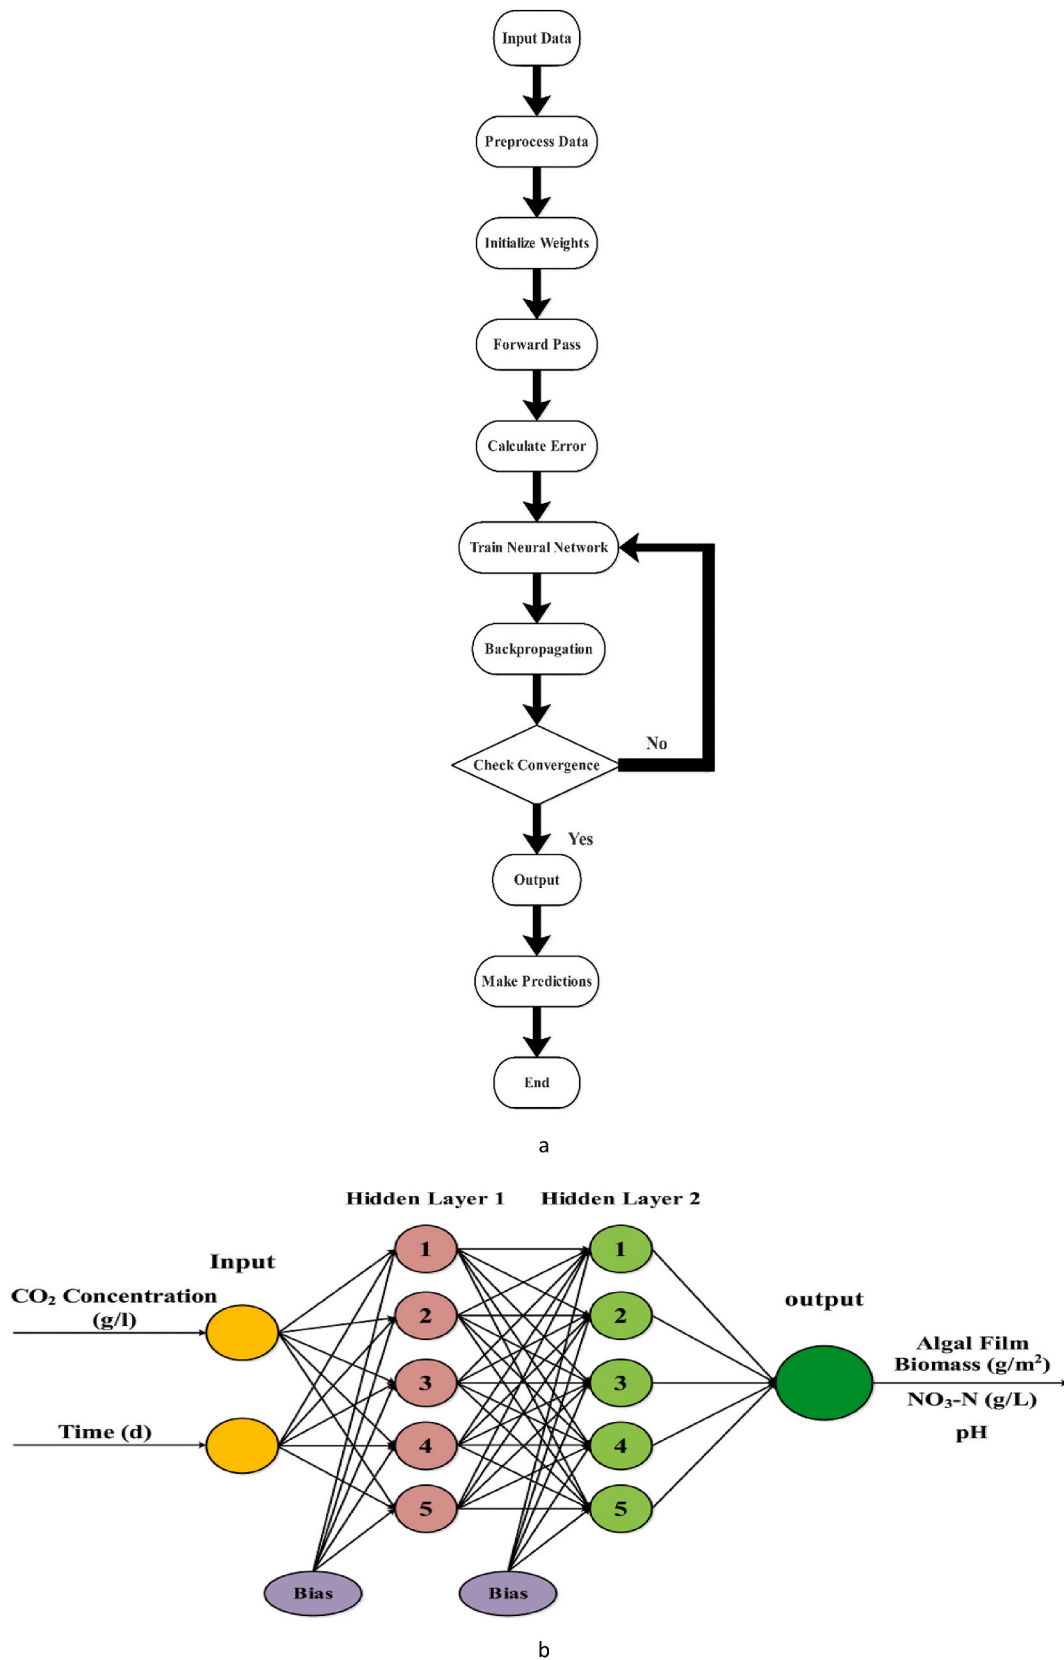 Input Data
Preprocess Data
Initialize Weights
Forward Pass
Calculate Error
Train Neural Network
Backpropagation
Check Convergence
No
Yes
Output
Make Predictions
End
a
Hidden Layer 1
Hidden Layer 2
Input
output
CO₂ Concentration
(g/l)
Time (d)
1
2
3
4
5
1
2
3
4
5
Algal Film
Biomass (g/m²)
NO₃-N (g/L)
pH
Bias
Bias
b